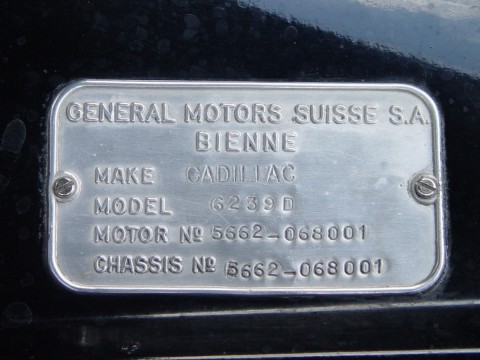 GENERAL MOTORS SUISSE S.A.
BIENNE
MAKE CADILLAC
MODEL 6239D
MOTOR Nº 5662-068001
CHASSIS Nº 5662-068001